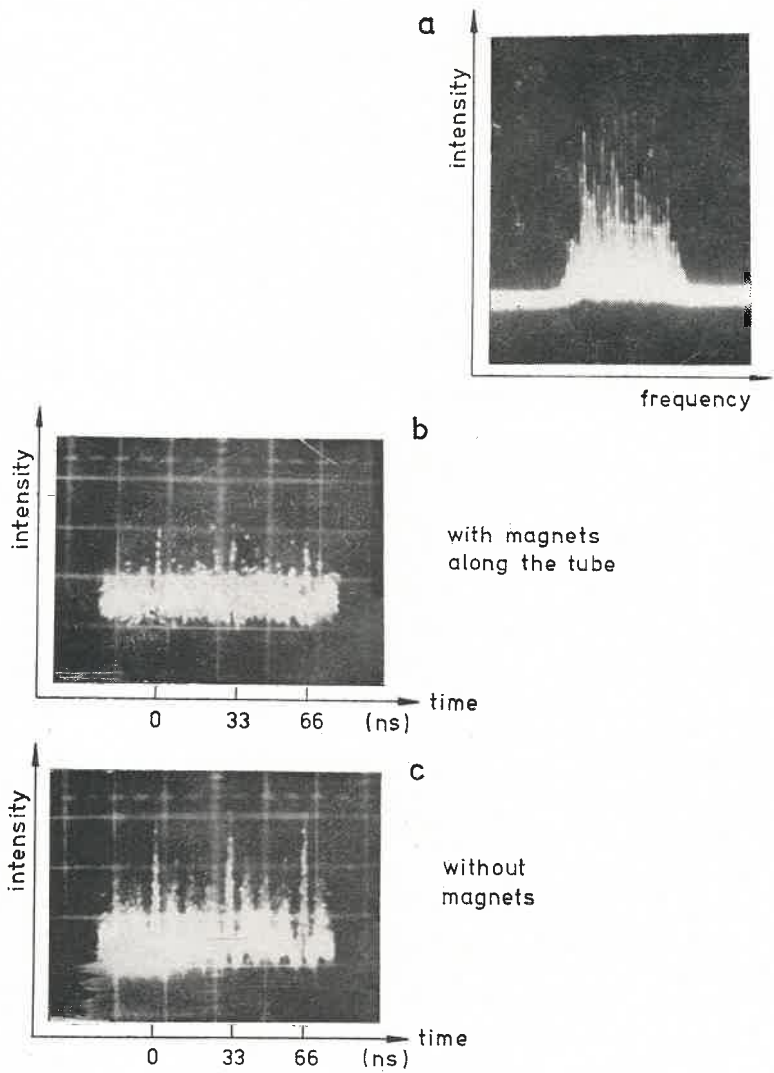 a
intensity
frequency
b
intensity
with magnets
along the tube
0 33 66 (ns)
time
c
intensity
without
magnets
0 33 66 (ns)
time